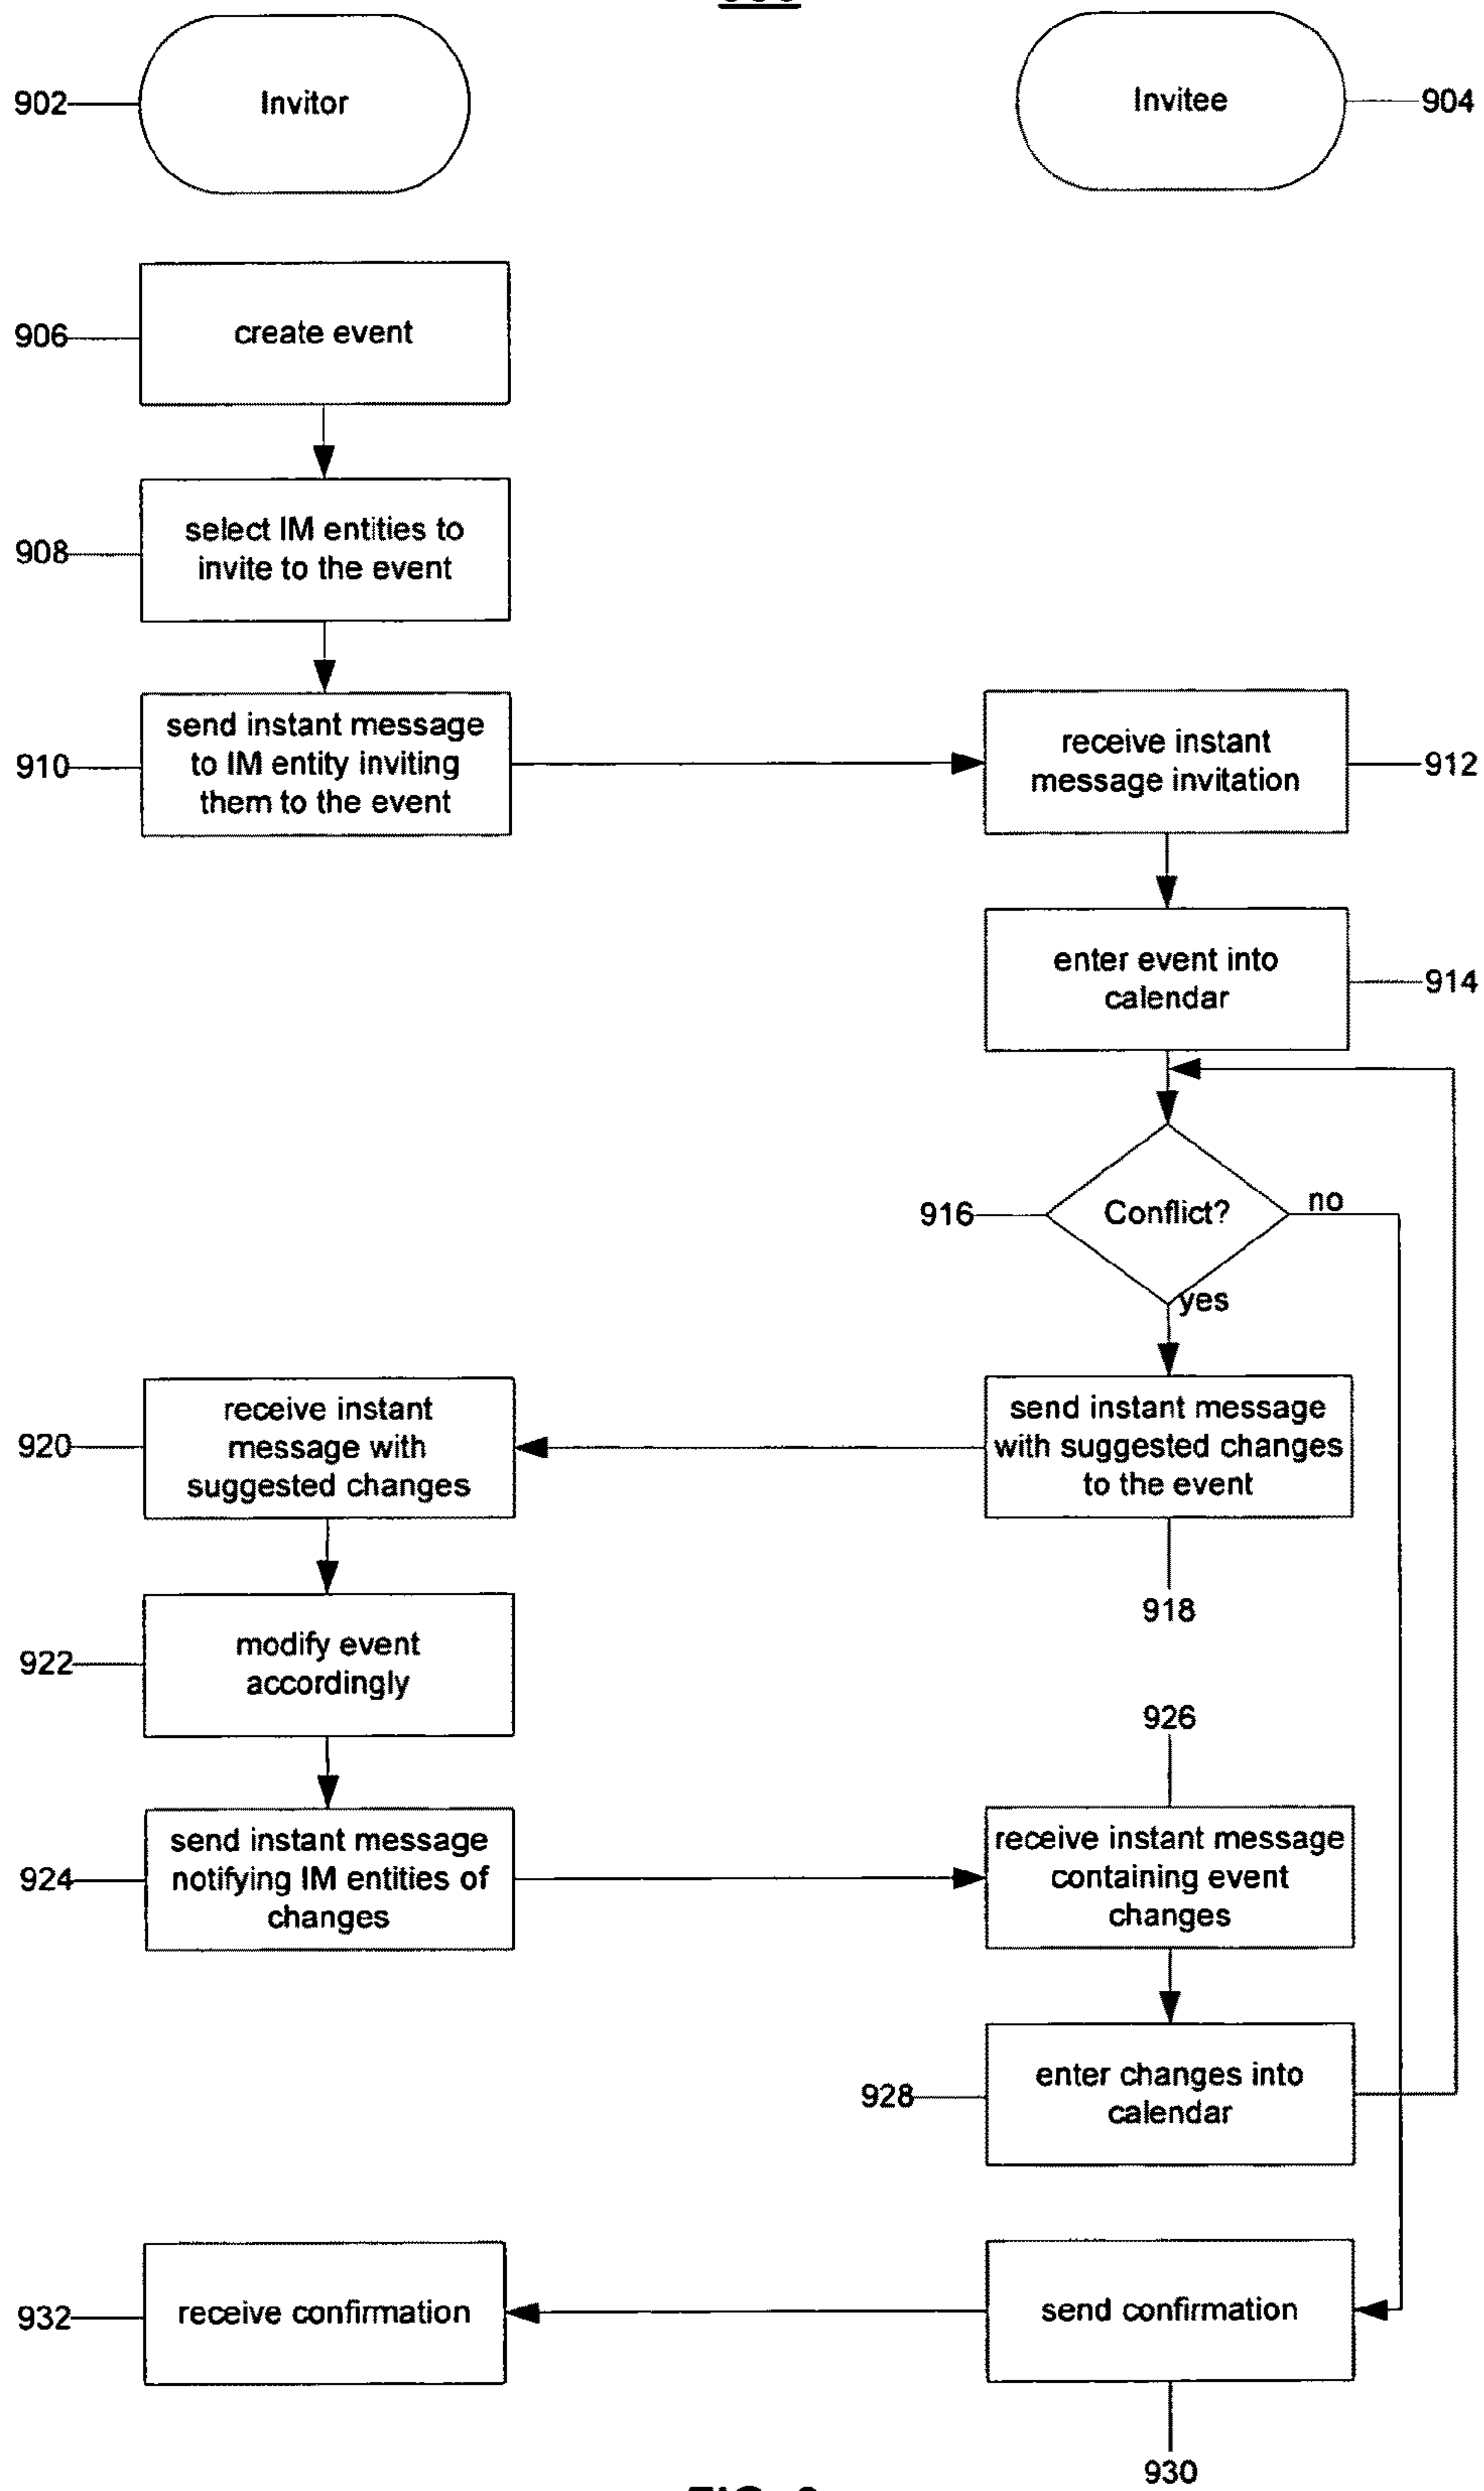 902
Invitor
Invitee
904
906
create event
908
select IM entities to
invite to the event
910
send instant message
to IM entity inviting
them to the event
receive instant
message invitation
912
enter event into
calendar
914
916
Conflict?
no
yes
920
receive instant
message with
suggested changes
send instant message
with suggested changes
to the event
918
922
modify event
accordingly
926
924
send instant message
notifying IM entities of
changes
receive instant message
containing event
changes
928
enter changes into
calendar
932
receive confirmation
send confirmation
930